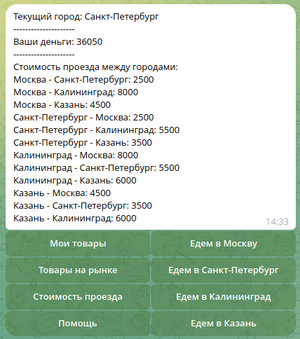 Текущий город: Санкт-Петербург
---------------------
Ваши деньги: 36050
---------------------
Стоимость проезда между городами:
Москва - Санкт-Петербург: 2500
Москва - Калининград: 8000
Москва - Казань: 4500
Санкт-Петербург - Москва: 2500
Санкт-Петербург - Калининград: 5500
Санкт-Петербург - Казань: 3500
Калининград - Москва: 8000
Калининград - Санкт-Петербург: 5500
Калининград - Казань: 6000
Казань - Москва: 4500
Казань - Санкт-Петербург: 3500
Казань - Калининград: 6000
14:33
Мои товары
Едем в Москву
Товары на рынке
Едем в Санкт-Петербург
Стоимость проезда
Едем в Калининград
Помощь
Едем в Казань